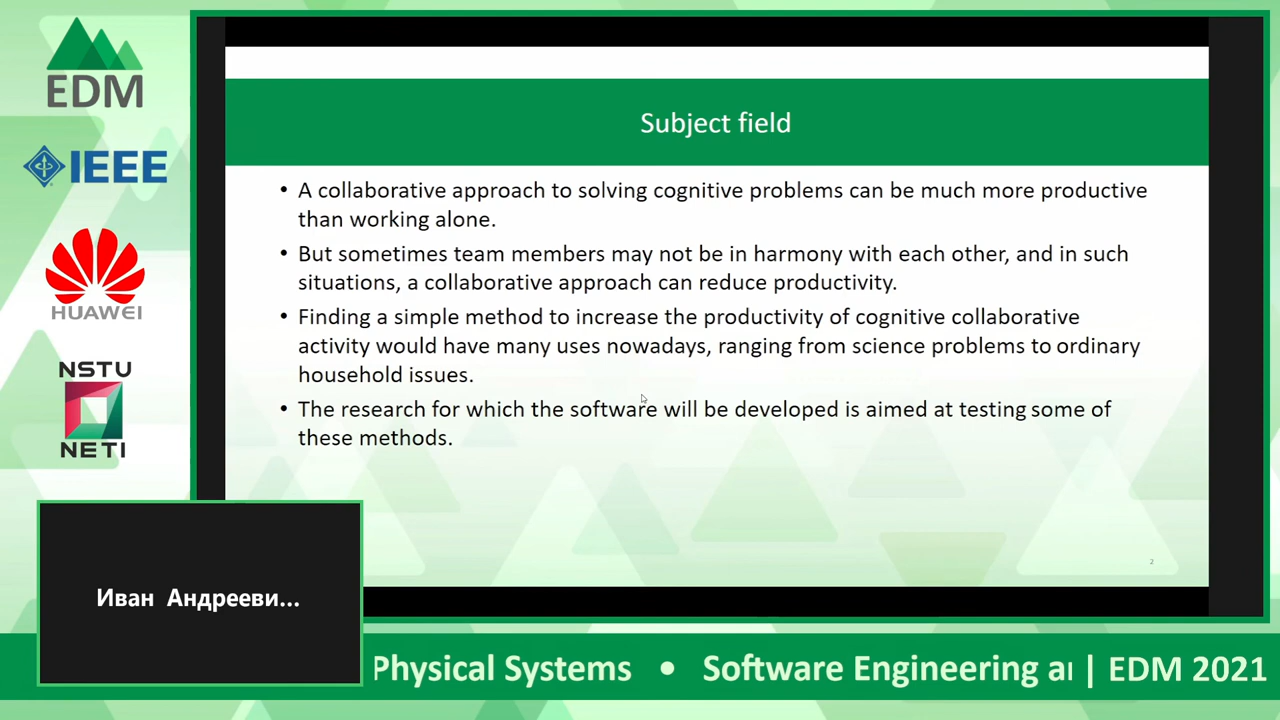 EDM
IEEE
HUAWEI
NSTU
NETI
Subject field
• A collaborative approach to solving cognitive problems can be much more productive
than working alone.
• But sometimes team members may not be in harmony with each other, and in such
situations, a collaborative approach can reduce productivity.
• Finding a simple method to increase the productivity of cognitive collaborative
activity would have many uses nowadays, ranging from science problems to ordinary
household issues.
• The research for which the software will be developed is aimed at testing some of
these methods.
2
Иван Андрееви...
Physical Systems • Software Engineering aı | EDM 2021